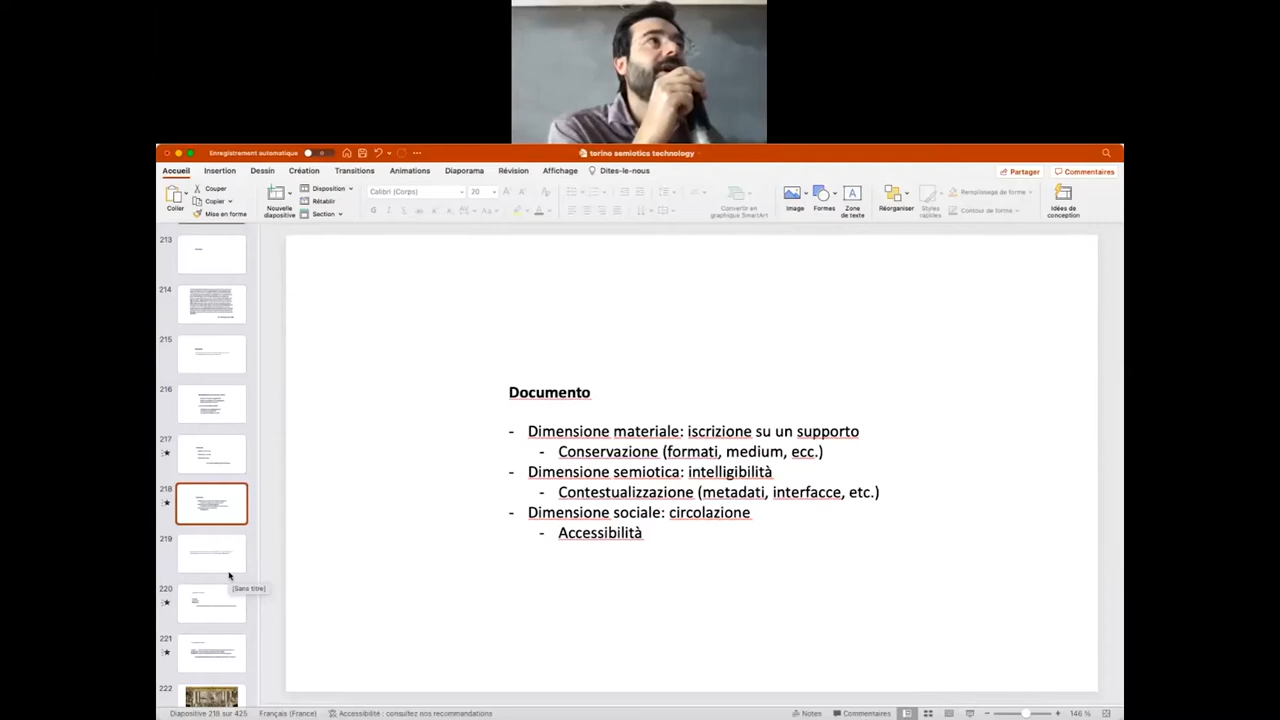 Enregistrement automatique
torino semiotics technology
Accueil Insertion Dessin Création Transitions Animations Diaporama Révision Affichage Dites-le-nous Partager Commentaires
Coller
Couper
Copier
Mise en forme
Nouvelle diapositive
Disposition
Rétablir
Section
Calibri (Corps) 20
Convertir en graphique SmartArt
Image
Formes
Zone de texte
Réorganiser
Styles rapides
Remplissage de forme
Contour de forme
Idées de conception
213
214
215
216
217
218
219
[Sans titre]
220
221
222
Documento
- Dimensione materiale: iscrizione su un supporto
- Conservazione (formati, medium, ecc.)
- Dimensione semiotica: intelligibilità
- Contestualizzazione (metadati, interfacce, etc.)
- Dimensione sociale: circolazione
- Accessibilità
Diapositive 218 sur 425 Français (France) Accessibilité : consultez nos recommandations Notes Commentaires 146 %